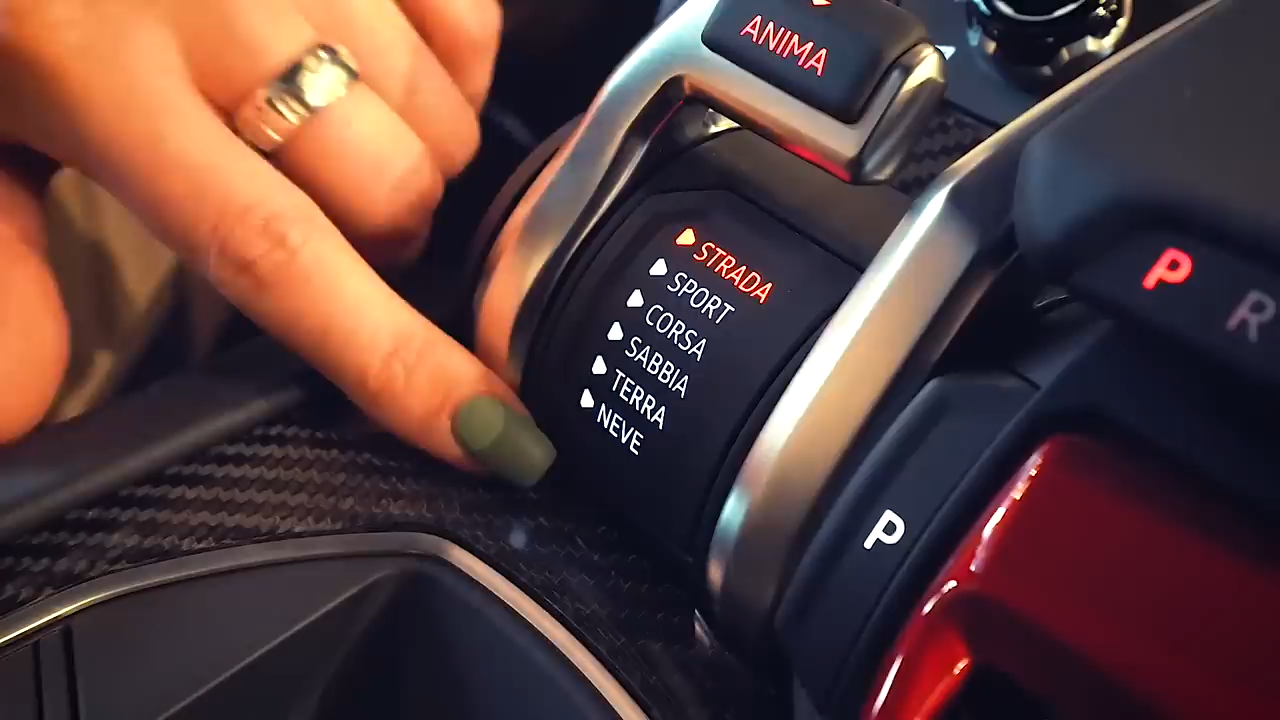 ANIMA
STRADA
SPORT
CORSA
SABBIA
TERRA
NEVE
P
R
P